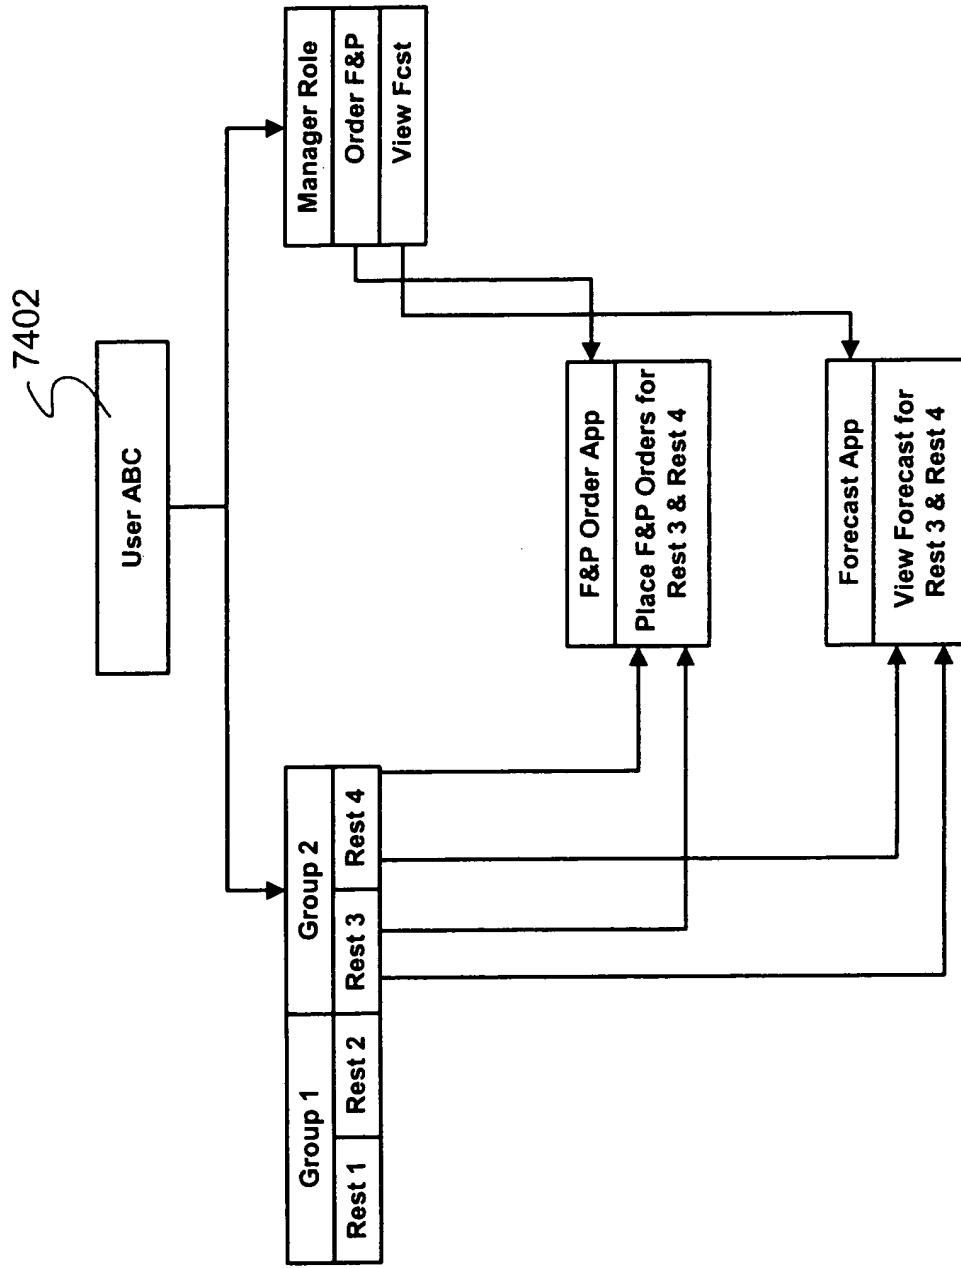 7402
User ABC
Group 1
Group 2
Manager Role
Rest 1
Rest 2
Rest 3
Rest 4
Order F&P
View Fcst
F&P Order App
Place F&P Orders for
Rest 3 & Rest 4
Forecast App
View Forecast for
Rest 3 & Rest 4